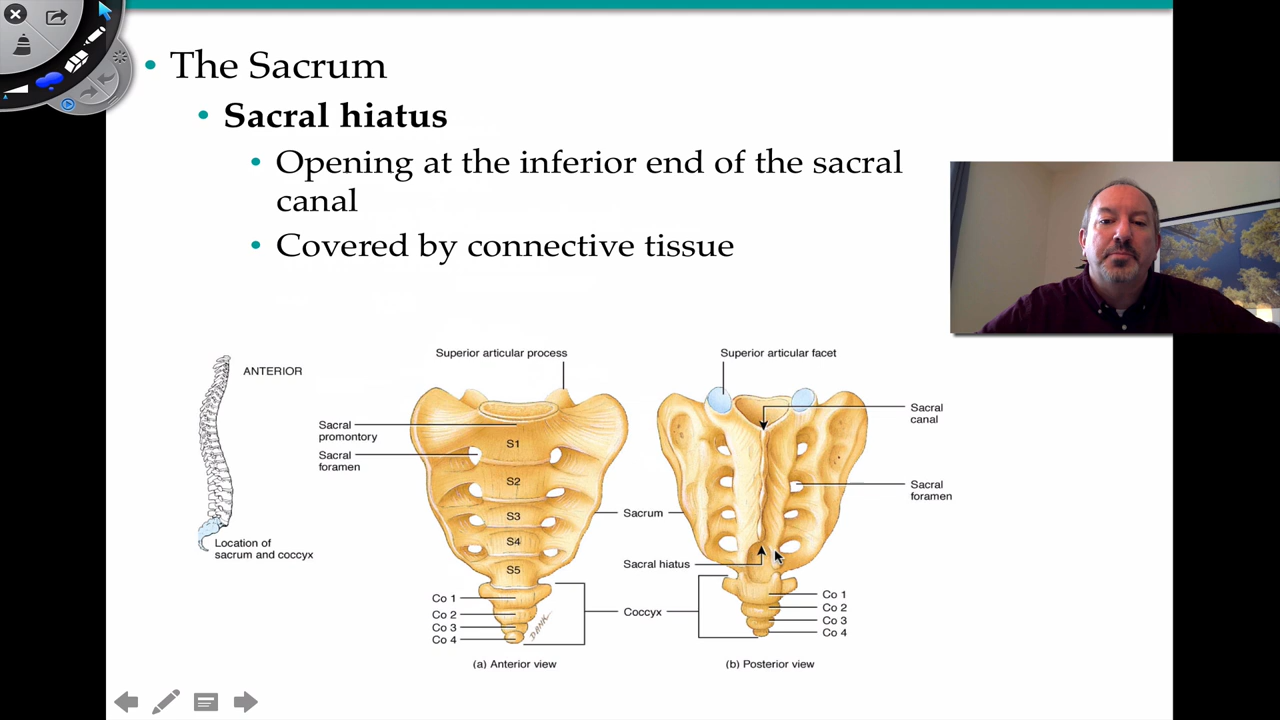 The Sacrum
Sacral hiatus
Opening at the inferior end of the sacral
canal
Covered by connective tissue
ANTERIOR
Location of
sacrum and coccyx
Superior articular process
Sacral
promontory
Sacral
foramen
S1
S2
S3
S4
S5
Co 1
Co 2
Co 3
Co 4
(a) Anterior view
Sacrum
Sacral hiatus
Coccyx
Superior articular facet
Sacral
canal
Sacral
foramen
Co 1
Co 2
Co 3
Co 4
(b) Posterior view